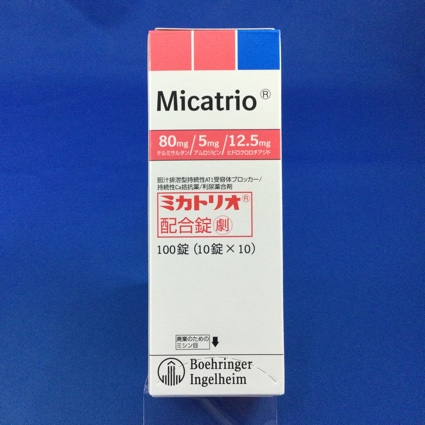 Micatrio®
80mg/5mg/12.5mg
テルミサルタン/アムロジピン/ヒドロクロロチアジド
胆汁排泄型持続性AT1受容体ブロッカー/
持続性Ca拮抗薬/利尿薬合剤
ミカトリオ®
配合錠 劇
100錠 (10錠×10)
廃棄のための
ミシン目
Boehringer
Ingelheim